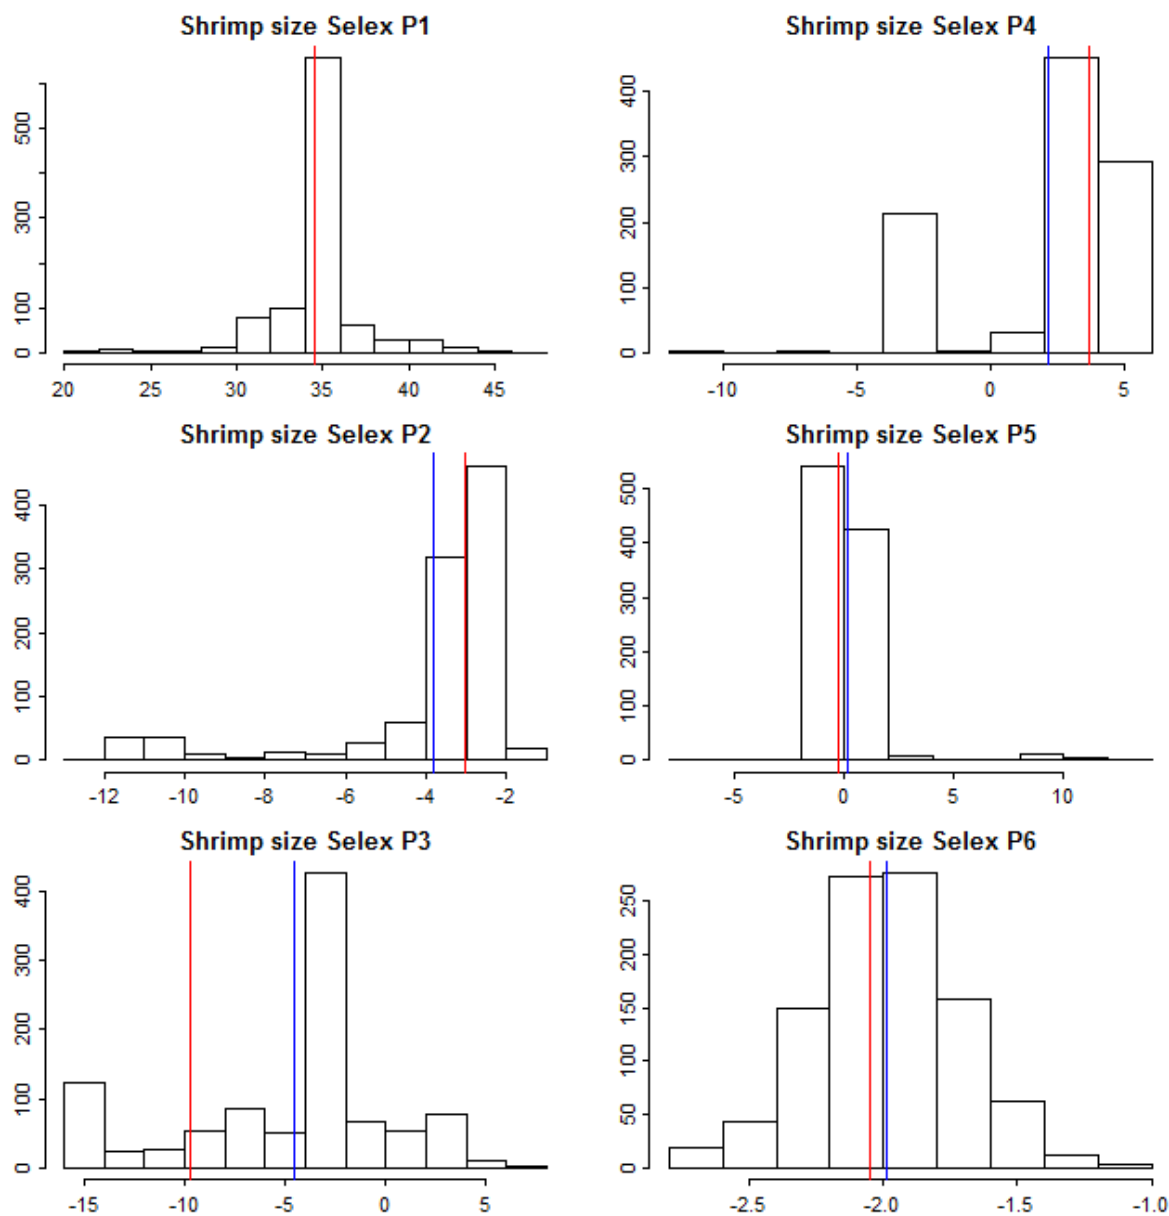 Shrimp size Selex P1
500
300
100
0
20 25 30 35 40 45
Shrimp size Selex P4
400
300
200
100
0
-10 -5 0 5
Shrimp size Selex P2
400
300
200
100
0
-12 -10 -8 -6 -4 -2
Shrimp size Selex P5
500
400
300
200
100
0
-5 0 5 10
Shrimp size Selex P3
400
300
200
100
0
-15 -10 -5 0 5
Shrimp size Selex P6
250
200
150
100
50
0
-2.5 -2.0 -1.5 -1.0